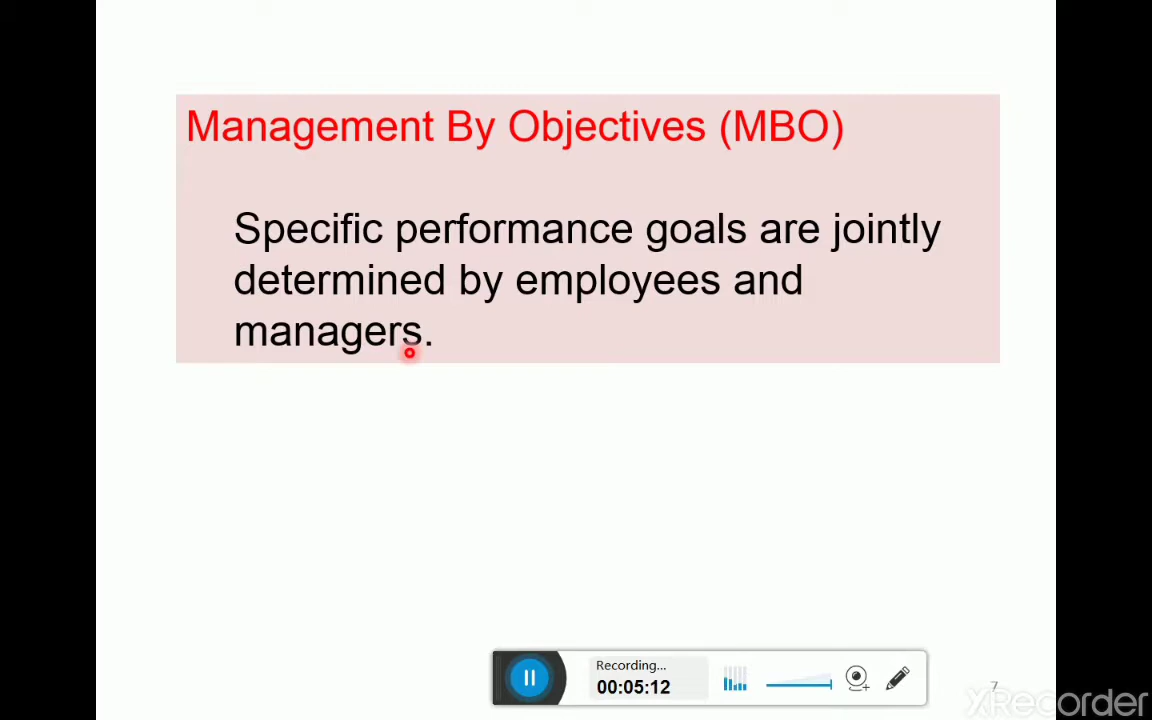 Management By Objectives (MBO)
Specific performance goals are jointly
determined by employees and
managers.
Recording...
00:05:12
7
XRecorder